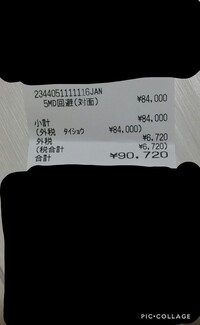 2344051111116JAN
5MD回避(対面) ¥84,000
小計 ¥84,000
(外税 タイショウ ¥84,000)
外税 ¥6,720
(税合計 ¥6,720)
合計 ¥90,720
PIC・COLLAGE